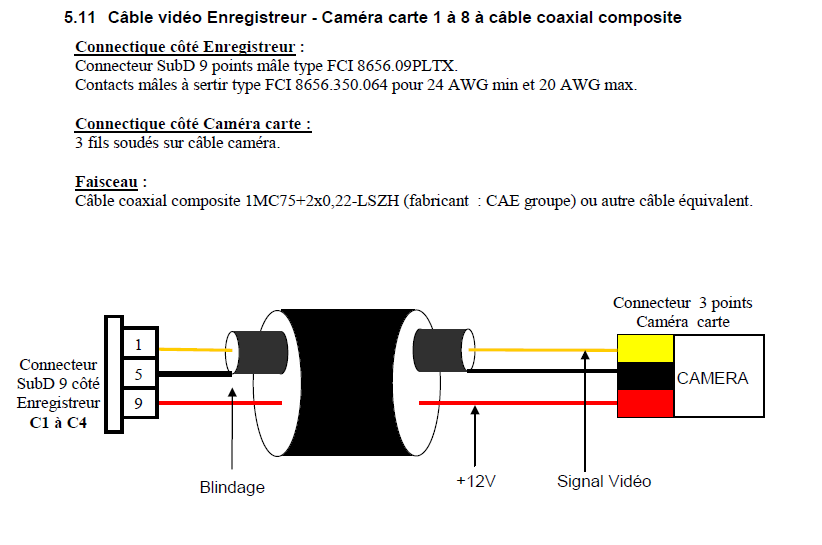 5.11 Câble vidéo Enregistreur - Caméra carte 1 à 8 à câble coaxial composite
Connectique côté Enregistreur :
Connecteur SubD 9 points mâle type FCI 8656.09PLTX.
Contacts mâles à sertir type FCI 8656.350.064 pour 24 AWG min et 20 AWG max.
Connectique côté Caméra carte :
3 fils soudés sur câble caméra.
Faisceau :
Câble coaxial composite 1MC75+2x0,22-LSZH (fabricant : CAE groupe) ou autre câble équivalent.
Connecteur 3 points
Caméra carte
1
5
9
Connecteur
SubD 9 côté
Enregistreur
C1 à C4
CAMERA
Blindage
+12V
Signal Vidéo